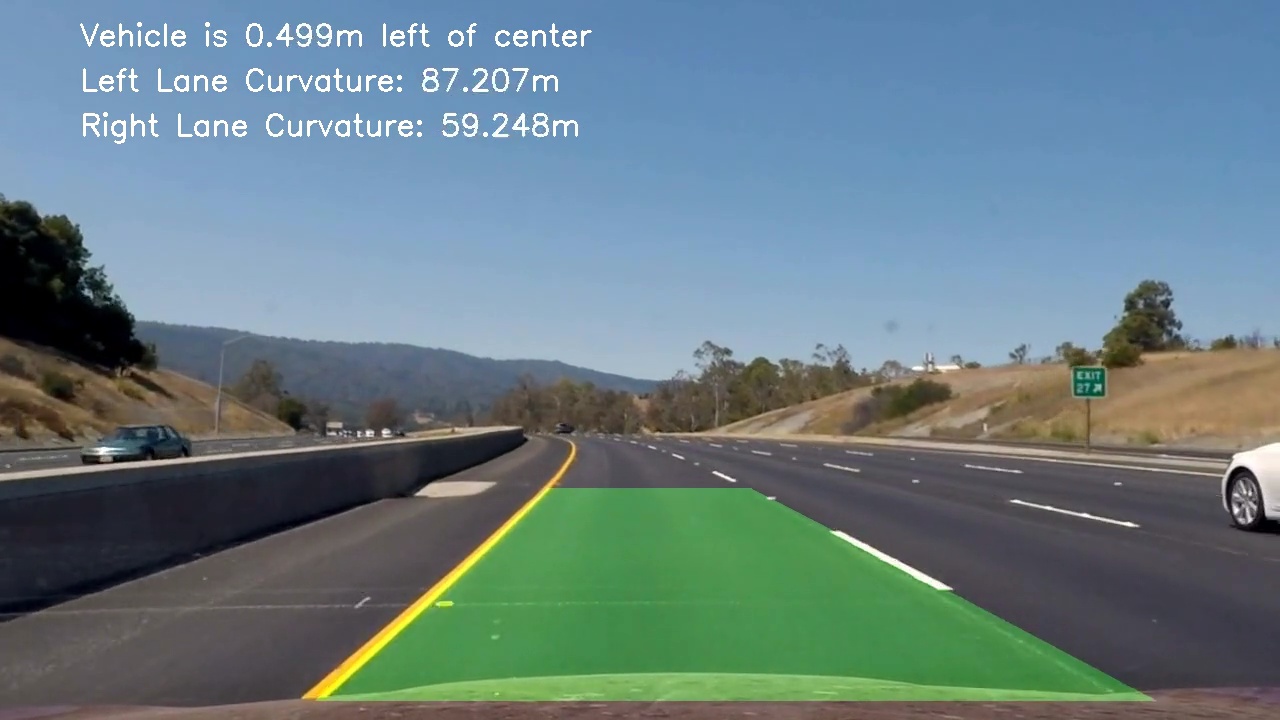 Vehicle is 0.499m left of center
Left Lane Curvature: 87.207m
Right Lane Curvature: 59.248m
EXIT
27